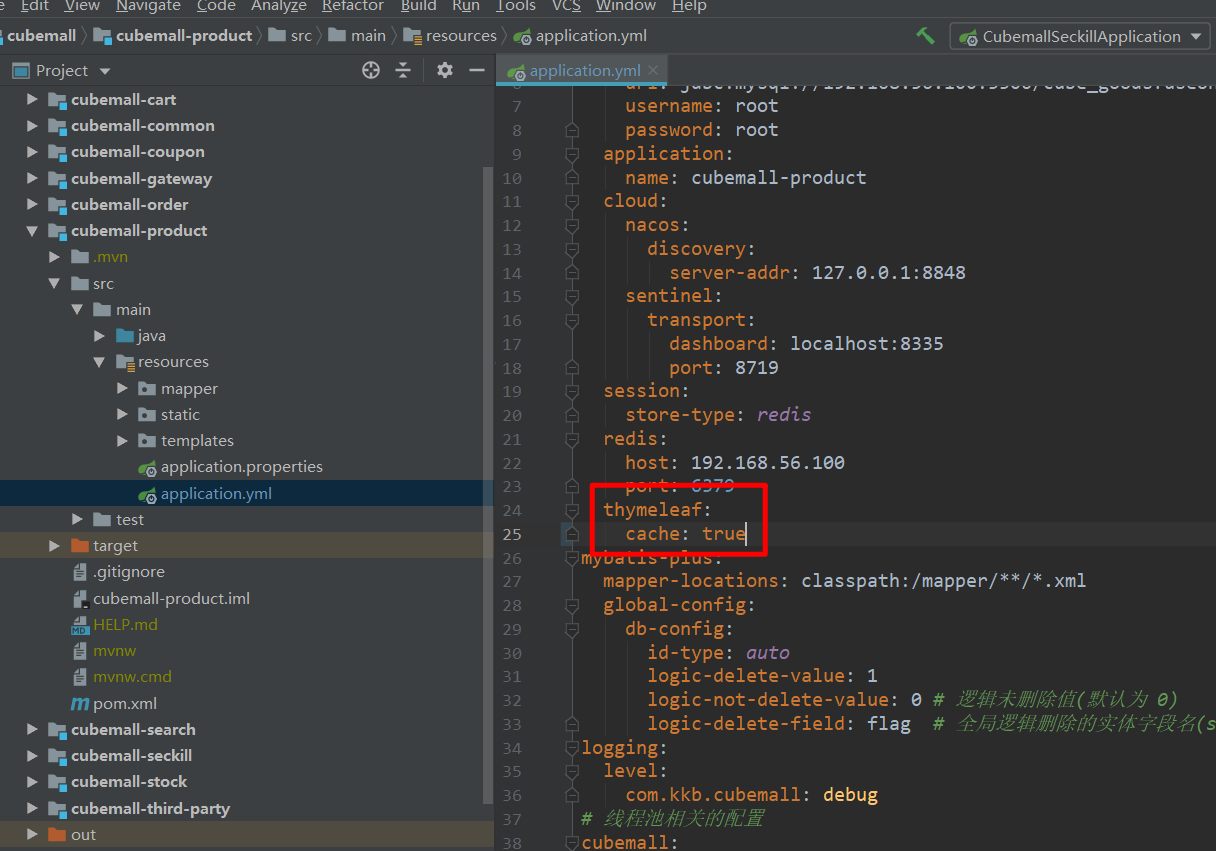 Edit View Navigate Code Analyze Refactor Build Run Tools VCS Window Help
cubemall cubemall-product src main resources application.yml CubemallSeckillApplication
Project
application.yml
cubemall-cart
cubemall-common
cubemall-coupon
cubemall-gateway
cubemall-order
cubemall-product
.mvn
src
main
java
resources
mapper
static
templates
application.properties
application.yml
test
target
.gitignore
cubemall-product.iml
HELP.md
mvnw
mvnw.cmd
pom.xml
cubemall-search
cubemall-seckill
cubemall-stock
cubemall-third-party
out
7 username: root
8 password: root
9 application:
10 name: cubemall-product
11 cloud:
12 nacos:
13 discovery:
14 server-addr: 127.0.0.1:8848
15 sentinel:
16 transport:
17 dashboard: localhost:8335
18 port: 8719
19 session:
20 store-type: redis
21 redis:
22 host: 192.168.56.100
23 port: 6379
24 thymeleaf:
25 cache: true
26 mybatis-plus:
27 mapper-locations: classpath:/mapper/**/*.xml
28 global-config:
29 db-config:
30 id-type: auto
31 logic-delete-value: 1
32 logic-not-delete-value: 0 # 逻辑未删除值(默认为 0)
33 logic-delete-field: flag # 全局逻辑删除的实体字段名(s
34 logging:
35 level:
36 com.kkb.cubemall: debug
37 # 线程池相关的配置
38 cubemall: